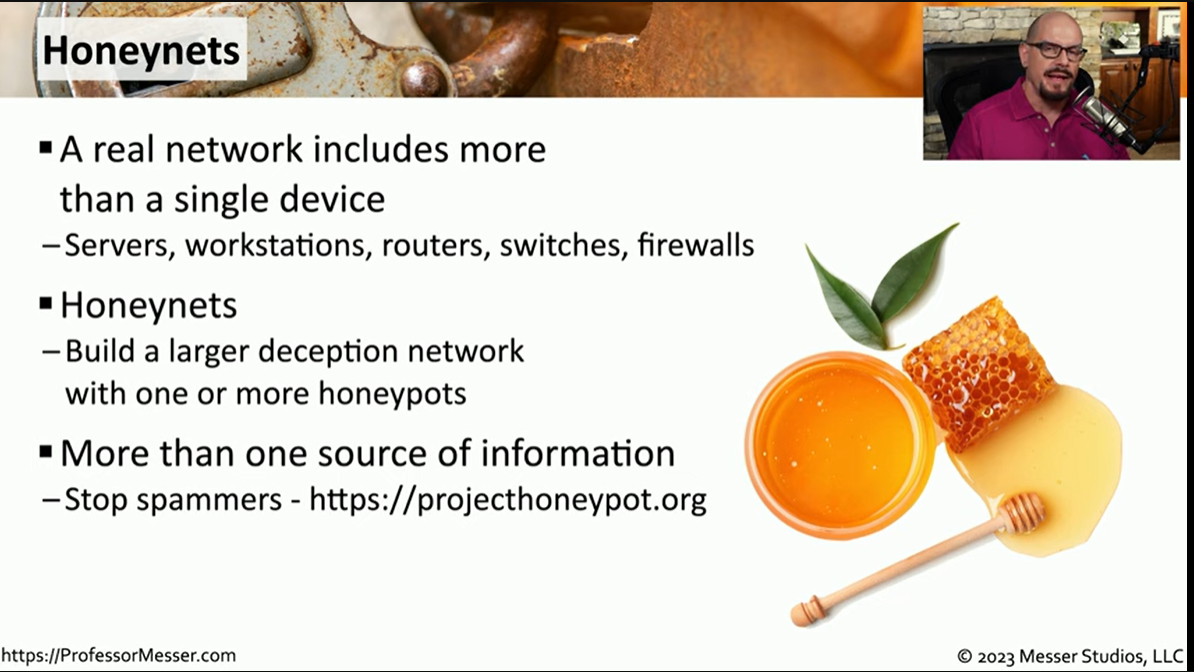 Honeynets
▪ A real network includes more
than a single device
– Servers, workstations, routers, switches, firewalls
▪ Honeynets
– Build a larger deception network
with one or more honeypots
▪ More than one source of information
– Stop spammers - https://projecthoneypot.org
https://ProfessorMesser.com
© 2023 Messer Studios, LLC